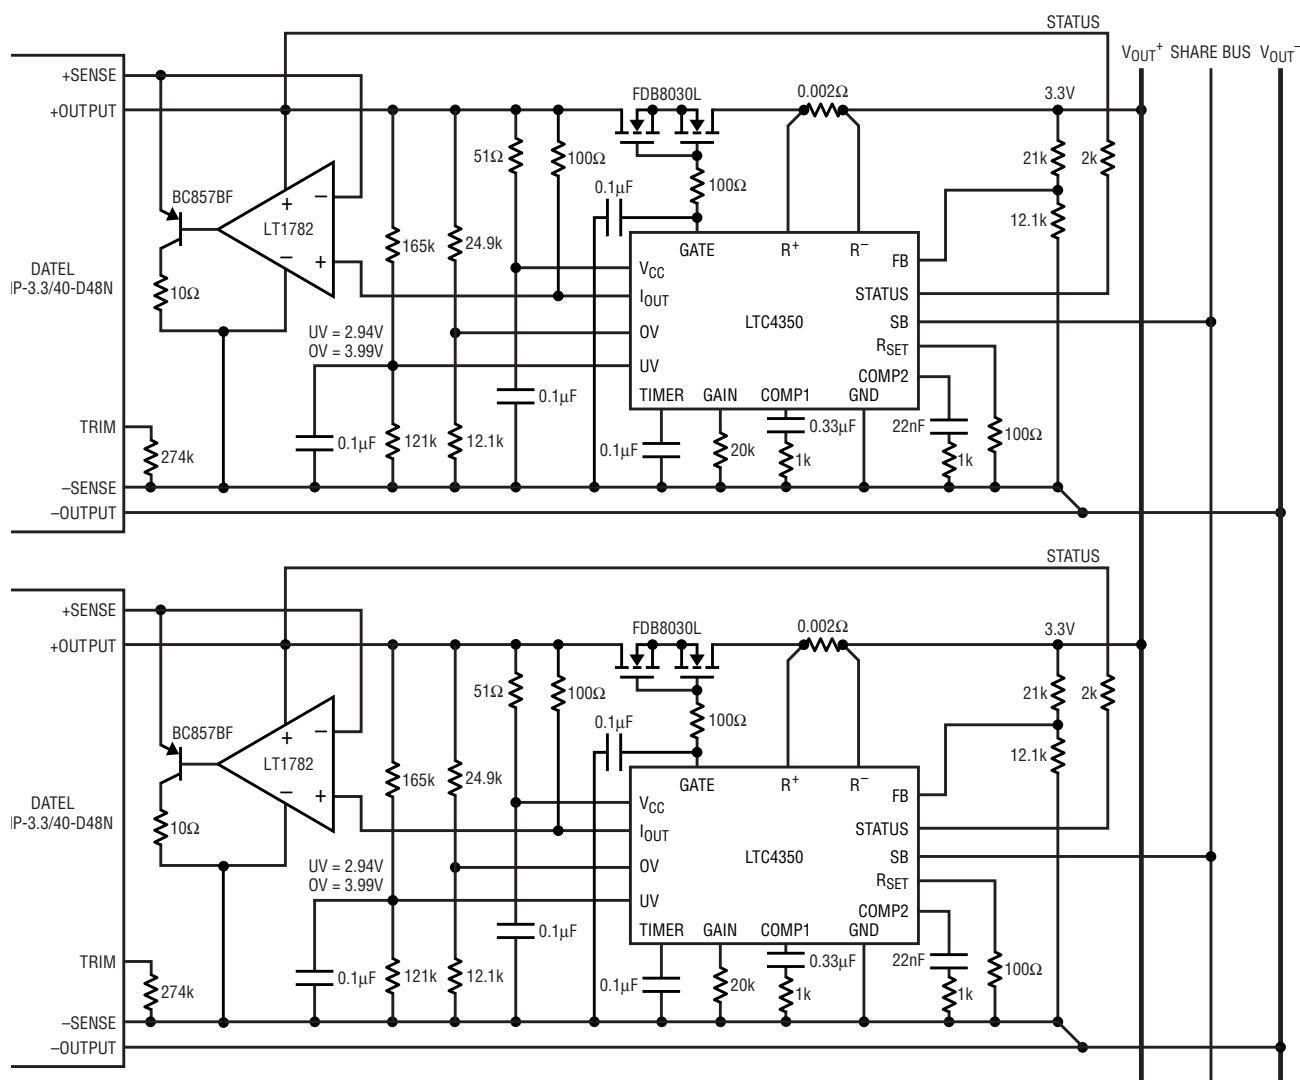 STATUS
VOUT+ SHARE BUS VOUT–
+SENSE
+OUTPUT
FDB8030L
0.002Ω
3.3V
51Ω
100Ω
21k
2k
0.1µF
100Ω
BC857BF
+
–
LT1782
–
+
165k
24.9k
12.1k
GATE
R+
R–
FB
VCC
IOUT
STATUS
DATEL
IP-3.3/40-D48N
10Ω
LTC4350
SB
UV = 2.94V
OV = 3.99V
OV
RSET
UV
COMP2
TIMER
GAIN
COMP1
GND
0.1µF
TRIM
274k
0.1µF
121k
12.1k
0.1µF
20k
0.33µF
1k
22nF
1k
100Ω
–SENSE
–OUTPUT
STATUS
+SENSE
+OUTPUT
FDB8030L
0.002Ω
3.3V
51Ω
100Ω
21k
2k
0.1µF
100Ω
BC857BF
+
–
LT1782
–
+
165k
24.9k
12.1k
GATE
R+
R–
FB
VCC
IOUT
STATUS
DATEL
IP-3.3/40-D48N
10Ω
LTC4350
SB
UV = 2.94V
OV = 3.99V
OV
RSET
UV
COMP2
TIMER
GAIN
COMP1
GND
0.1µF
TRIM
274k
0.1µF
121k
12.1k
0.1µF
20k
0.33µF
1k
22nF
1k
100Ω
–SENSE
–OUTPUT